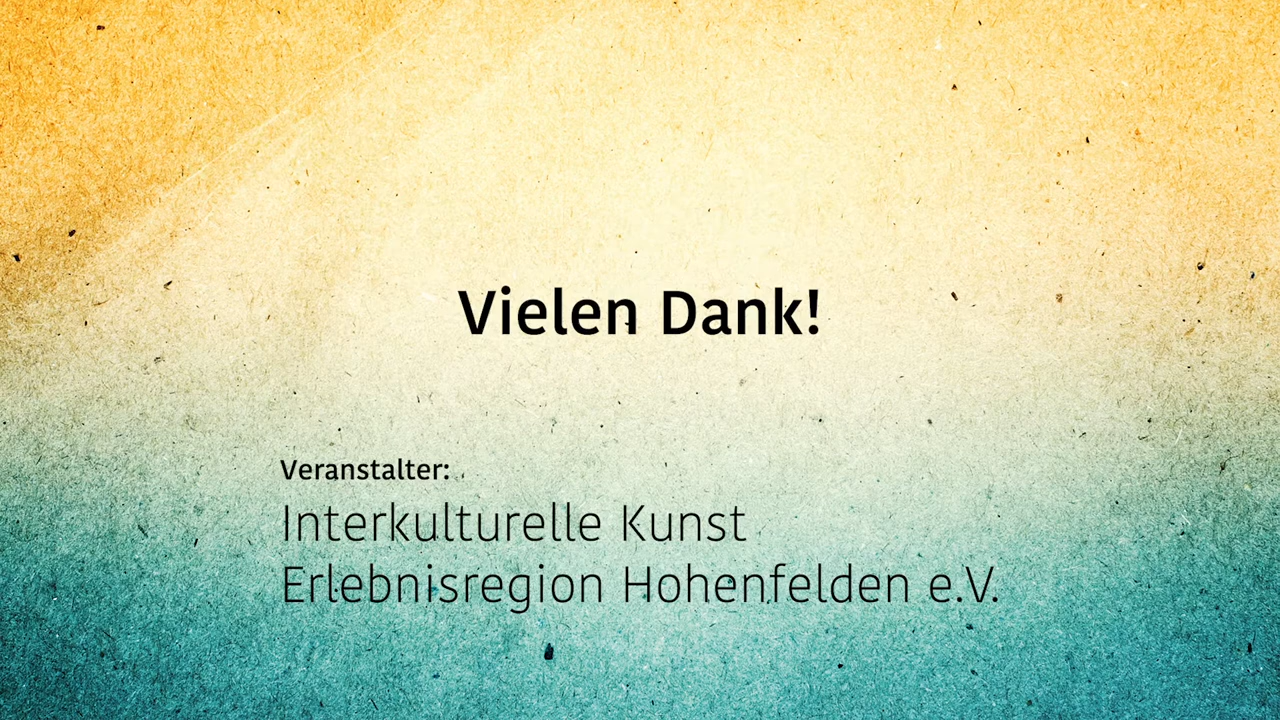 Vielen Dank!
Veranstalter:
Interkulturelle Kunst
Erlebnisregion Hohenfelden e.V.